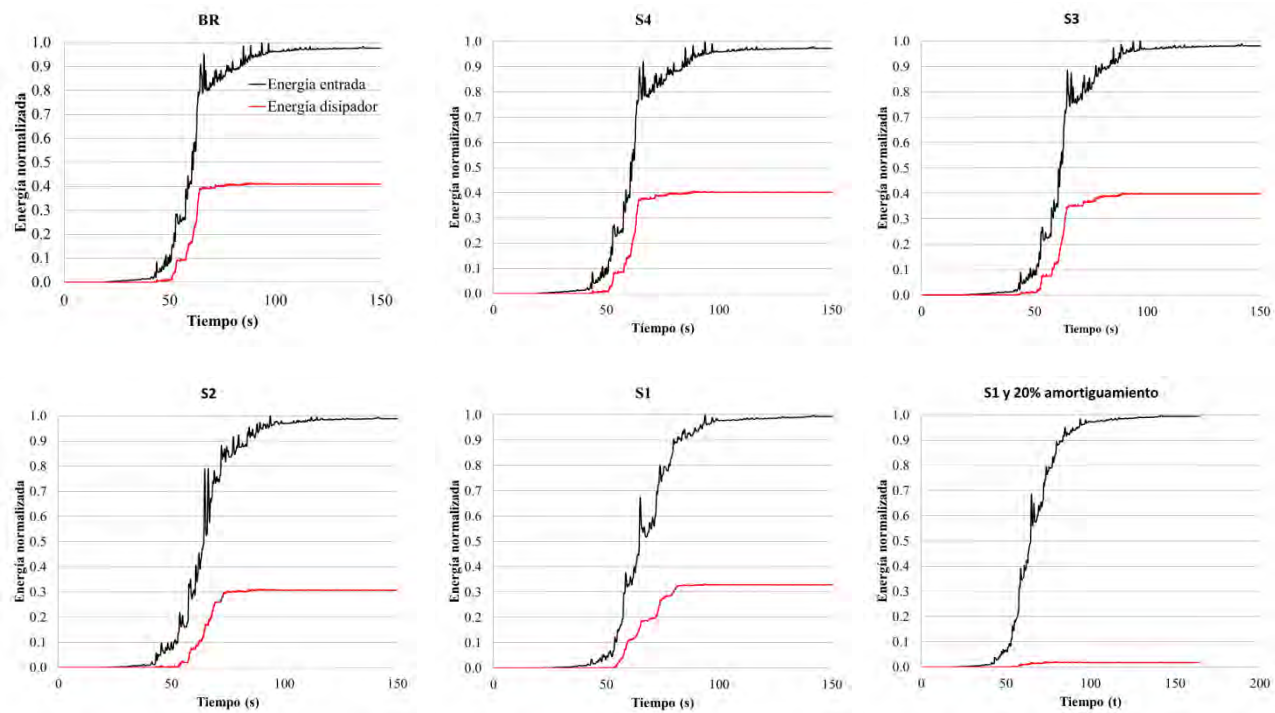 BR
1.0
0.9
0.8
0.7
0.6
0.5
0.4
0.3
0.2
0.1
0.0
Energía normalizada
Energía entrada
Energía disipador
0 50 100 150
Tiempo (s)
S4
1.0
0.9
0.8
0.7
0.6
0.5
0.4
0.3
0.2
0.1
0.0
Energía normalizada
0 50 100 150
Tiempo (s)
S3
1.0
0.9
0.8
0.7
0.6
0.5
0.4
0.3
0.2
0.1
0.0
Energía normalizada
0 50 100 150
Tiempo (s)
S2
1.0
0.9
0.8
0.7
0.6
0.5
0.4
0.3
0.2
0.1
0.0
Energía normalizada
0 50 100 150
Tiempo (s)
S1
1.0
0.9
0.8
0.7
0.6
0.5
0.4
0.3
0.2
0.1
0.0
Energía normalizada
0 50 100 150
Tiempo (s)
S1 y 20% amortiguamiento
1.0
0.9
0.8
0.7
0.6
0.5
0.4
0.3
0.2
0.1
0.0
Energía normalizada
0 50 100 150 200
Tiempo (t)